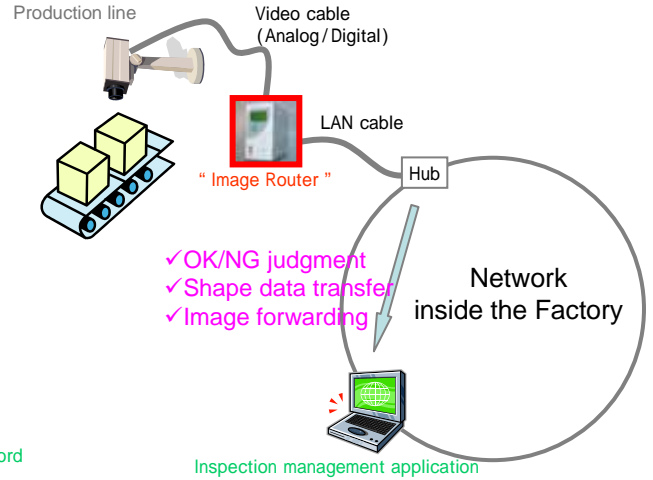 Production line
Video cable
(Analog/Digital)
LAN cable
Hub
“ Image Router ”
✓OK/NG judgment
✓Shape data transfer
✓Image forwarding
Network
inside the Factory
Inspection management application